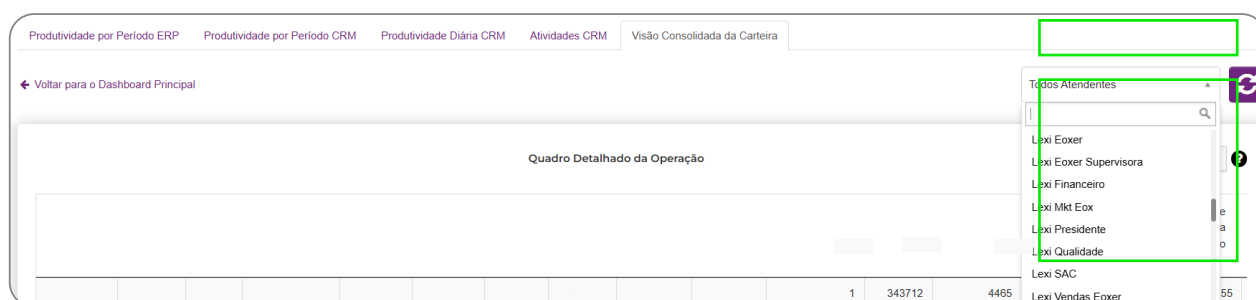 Produtividade por Período ERP Produtividade por Período CRM Produtividade Diária CRM Atividades CRM Visão Consolidada da Carteira
Voltar para o Dashboard Principal
Todos Atendentes
Quadro Detalhado da Operação
Lexi Eoxer
Lexi Eoxer Supervisora
Lexi Financeiro
Lexi Mkt Eox
Lexi Presidente
Lexi Qualidade
Lexi SAC
Lexi Vendas Eoxer
?
e
a
o
1 343712 4465 55